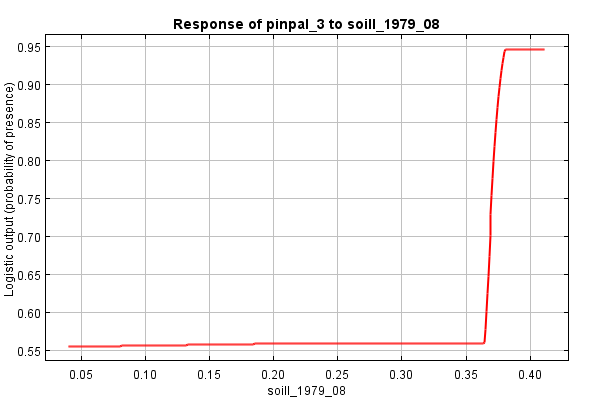 Response of pinpal_3 to soill_1979_08
Logistic output (probability of presence)
0.95
0.90
0.85
0.80
0.75
0.70
0.65
0.60
0.55
0.05 0.10 0.15 0.20 0.25 0.30 0.35 0.40
soill_1979_08